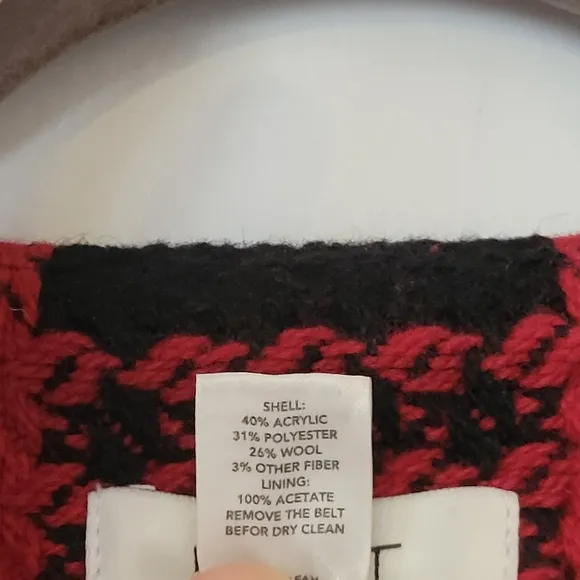 SHELL:
40% ACRYLIC
31% POLYESTER
26% WOOL
3% OTHER FIBER
LINING:
100% ACETATE
REMOVE THE BELT
BEFOR DRY CLEAN